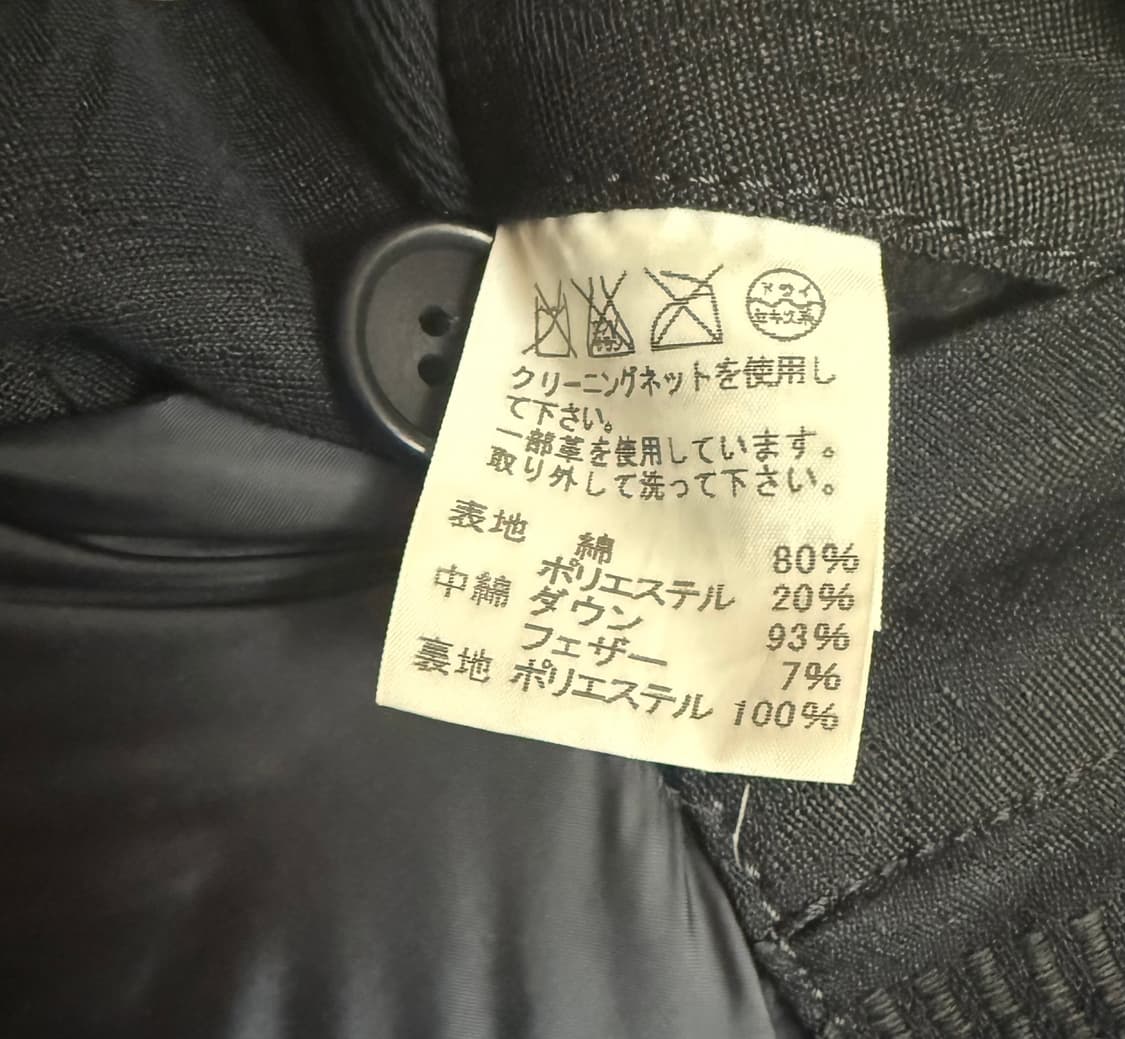 ドライ
セキユ系
クリーニングネットを使用し
て下さい。
一部革を使用しています。
取り外して洗って下さい。
表地 綿 80%
ポリエステル 20%
中綿 ダウン 93%
フェザー 7%
裏地 ポリエステル 100%